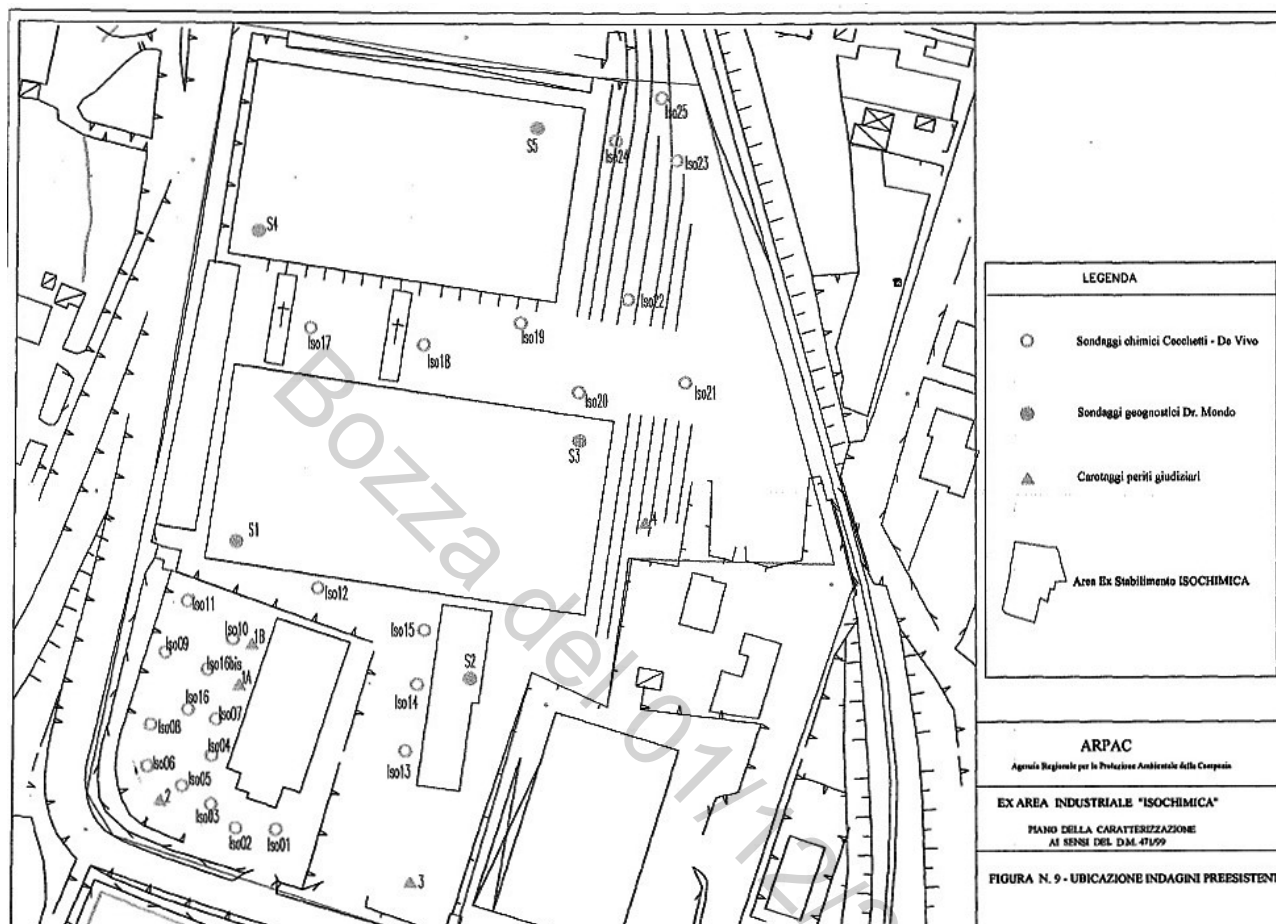 Iso25
S5
Iso24
Iso23
S4
Iso22
Iso17
Iso19
Iso18
Iso21
Iso20
S3
4
S1
Iso12
Iso11
Iso15
Iso10
1B
Iso09
Iso16bis
1A
S2
Iso14
Iso16
Iso07
Iso08
Iso04
Iso13
Iso06
Iso05
2
Iso03
Iso02
Iso01
3
Bozza del 01/12/
LEGENDA
Sondaggi chimici Cocchetti - De Vivo
Sondaggi geognostici Dr. Mondo
Carotaggi periti giudiziari
Area Ex Stabilimento ISOCHIMICA
ARPAC
Agenzia Regionale per la Protezione Ambientale della Campania
EX AREA INDUSTRIALE "ISOCHIMICA"
PIANO DELLA CARATTERIZZAZIONE
AI SENSI DEL D.M. 471/99
FIGURA N. 9 - UBICAZIONE INDAGINI PREESISTENTI